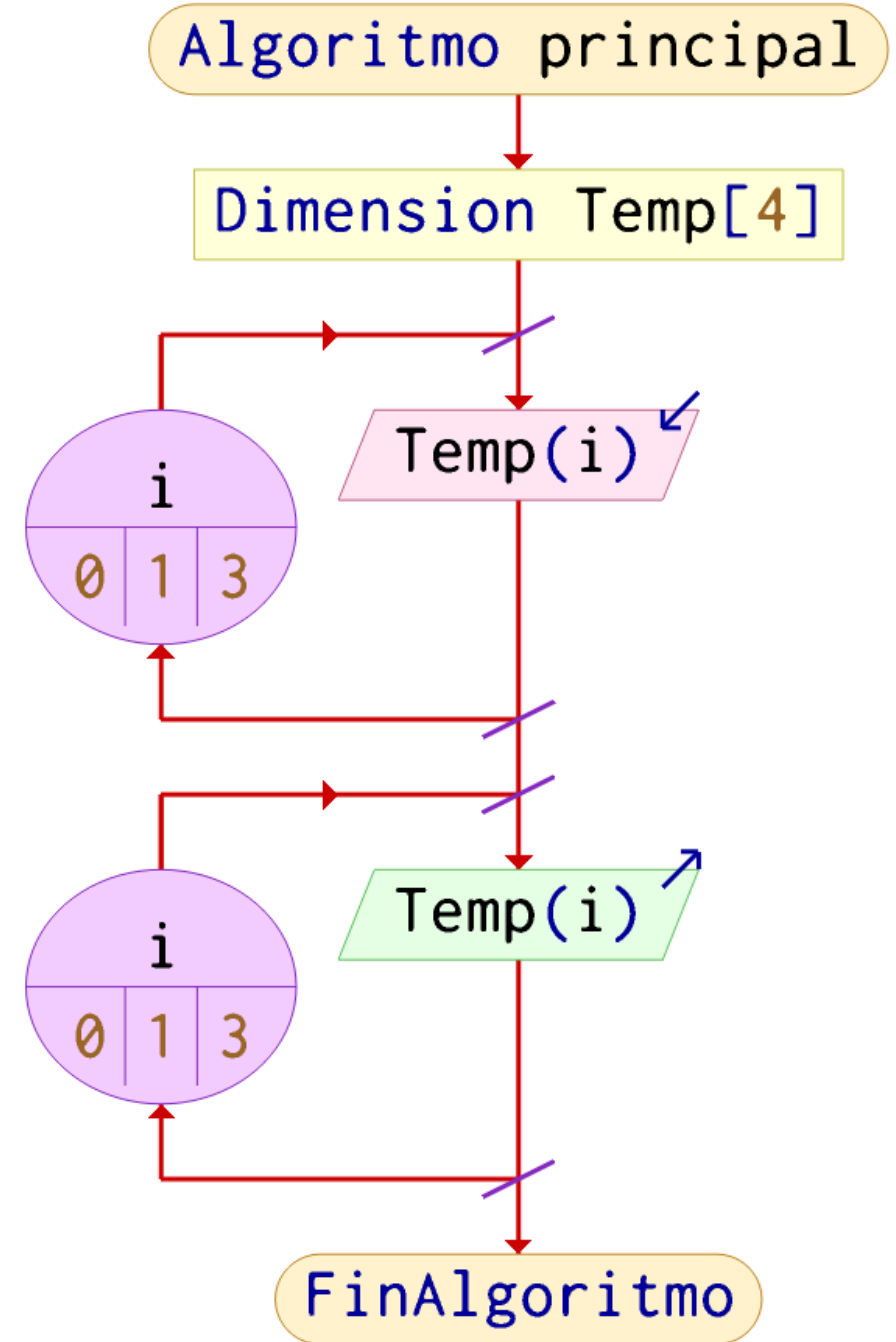 Algoritmo principal
Dimension Temp[4]
Temp(i)
i
0 1 3
Temp(i)
i
0 1 3
FinAlgoritmo